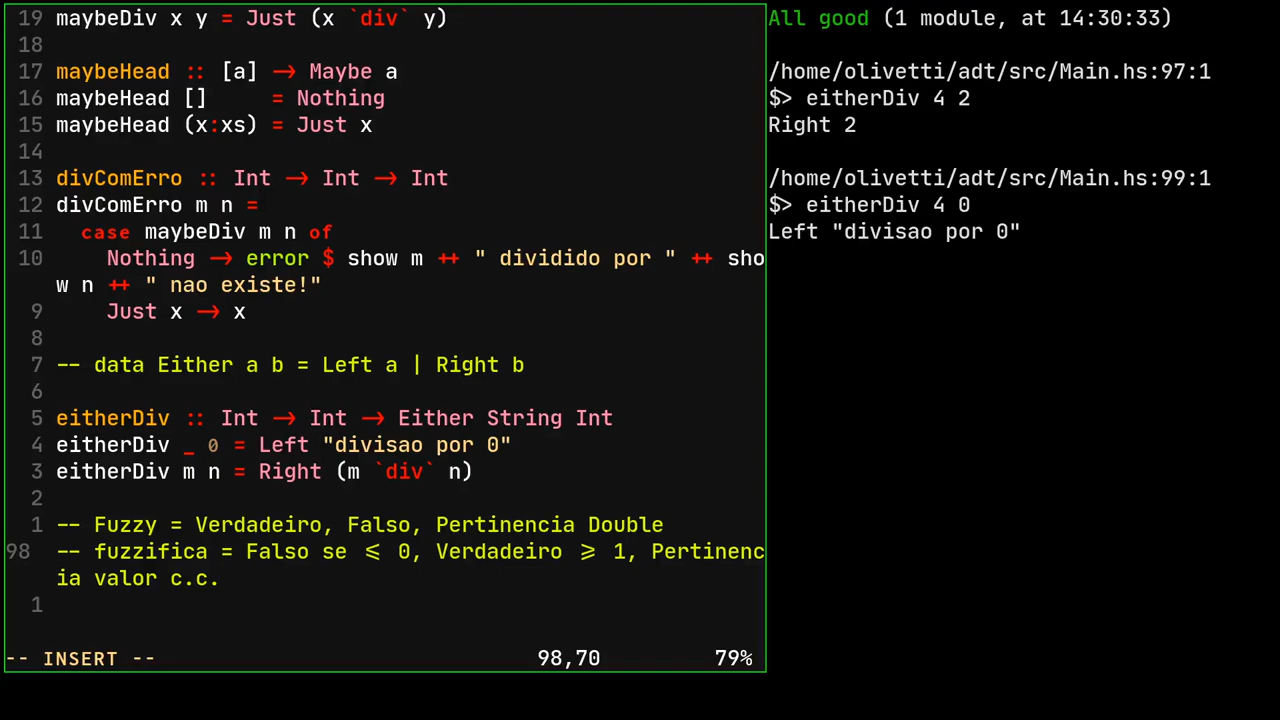 19 maybeDiv x y = Just (x `div` y)
18
17 maybeHead :: [a] -> Maybe a
16 maybeHead []     = Nothing
15 maybeHead (x:xs) = Just x
14
13 divComErro :: Int -> Int -> Int
12 divComErro m n =
11   case maybeDiv m n of
10     Nothing -> error $ show m ++ " dividido por " ++ sho
w n ++ " nao existe!"
9     Just x -> x
8
7 -- data Either a b = Left a | Right b
6
5 eitherDiv :: Int -> Int -> Either String Int
4 eitherDiv _ 0 = Left "divisao por 0"
3 eitherDiv m n = Right (m `div` n)
2
1 -- Fuzzy = Verdadeiro, Falso, Pertinencia Double
98 -- fuzzifica = Falso se <= 0, Verdadeiro >= 1, Pertinenc
ia valor c.c.
1
-- INSERT -- 98,70 79%
All good (1 module, at 14:30:33)
/home/olivetti/adt/src/Main.hs:97:1
$> eitherDiv 4 2
Right 2
/home/olivetti/adt/src/Main.hs:99:1
$> eitherDiv 4 0
Left "divisao por 0"